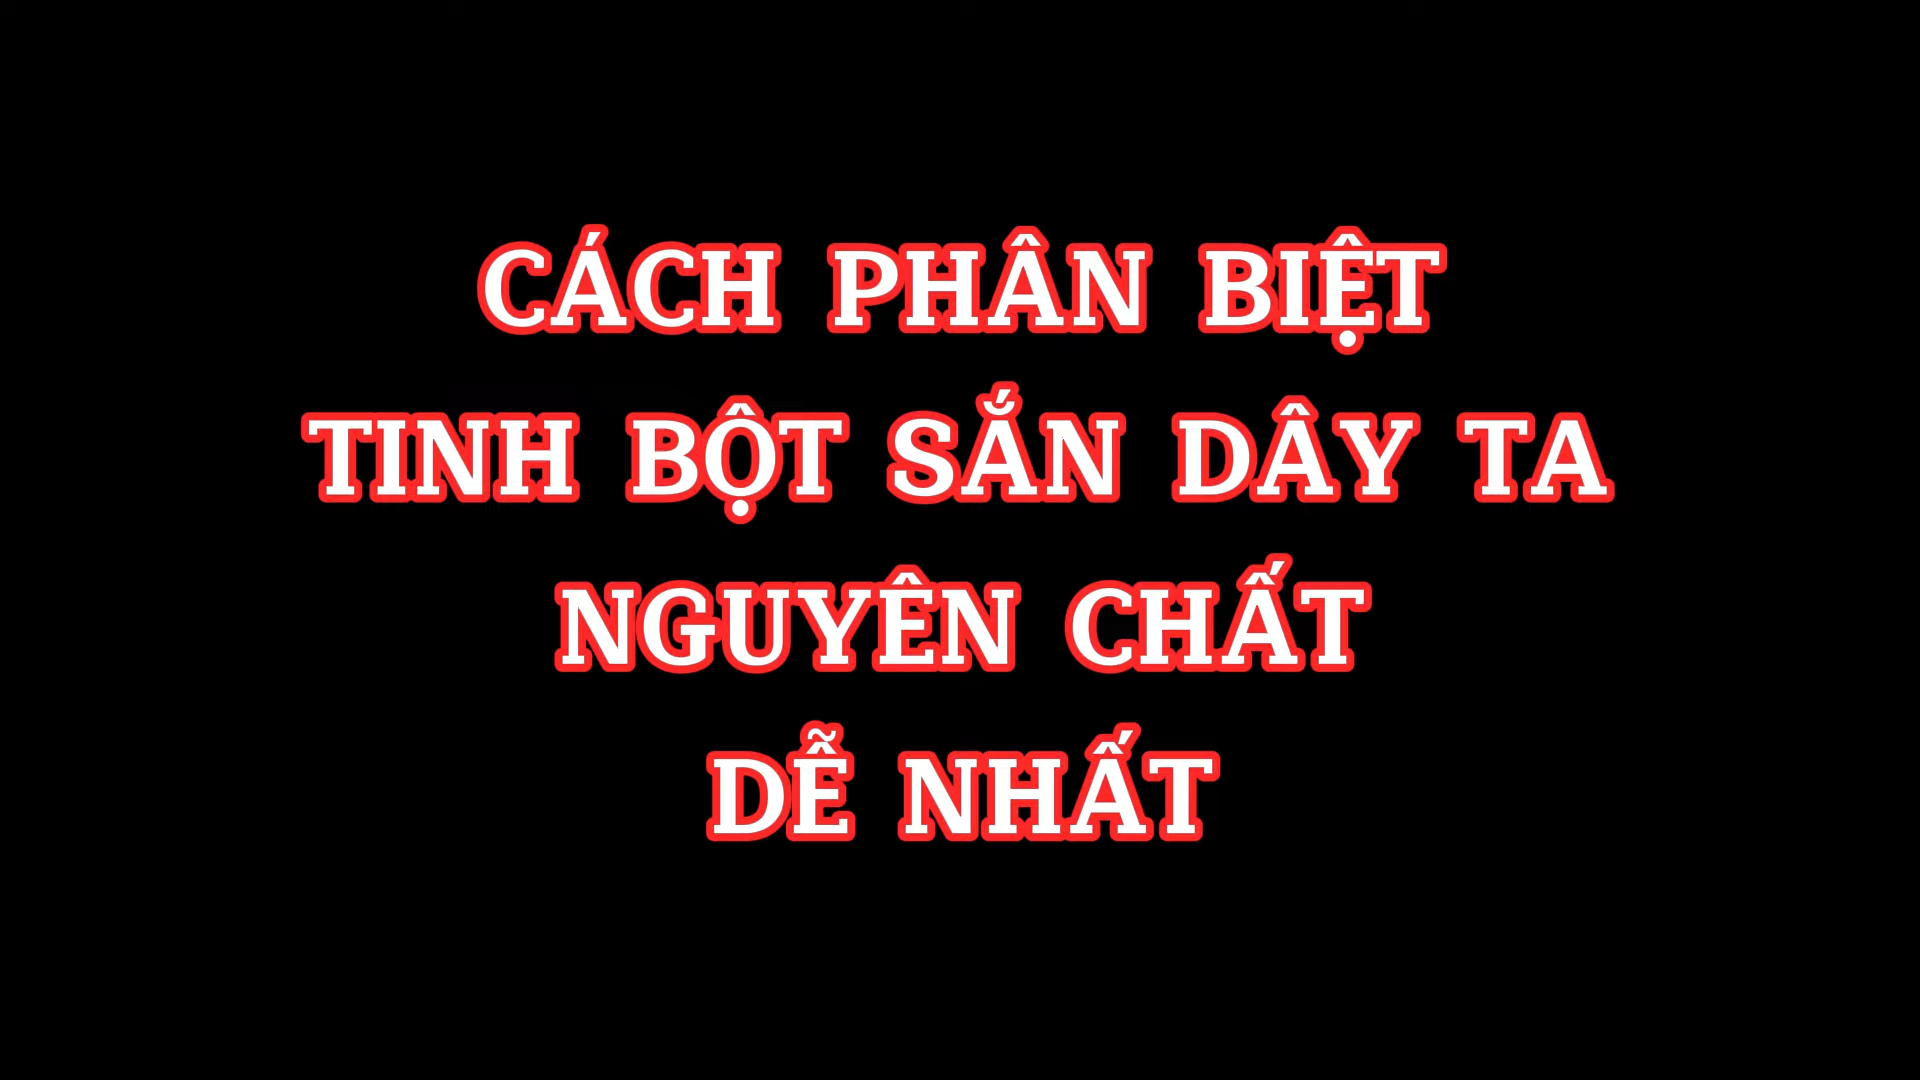 CÁCH PHÂN BIỆT
TINH BỘT SẮN DÂY TA
NGUYÊN CHẤT
DỄ NHẤT